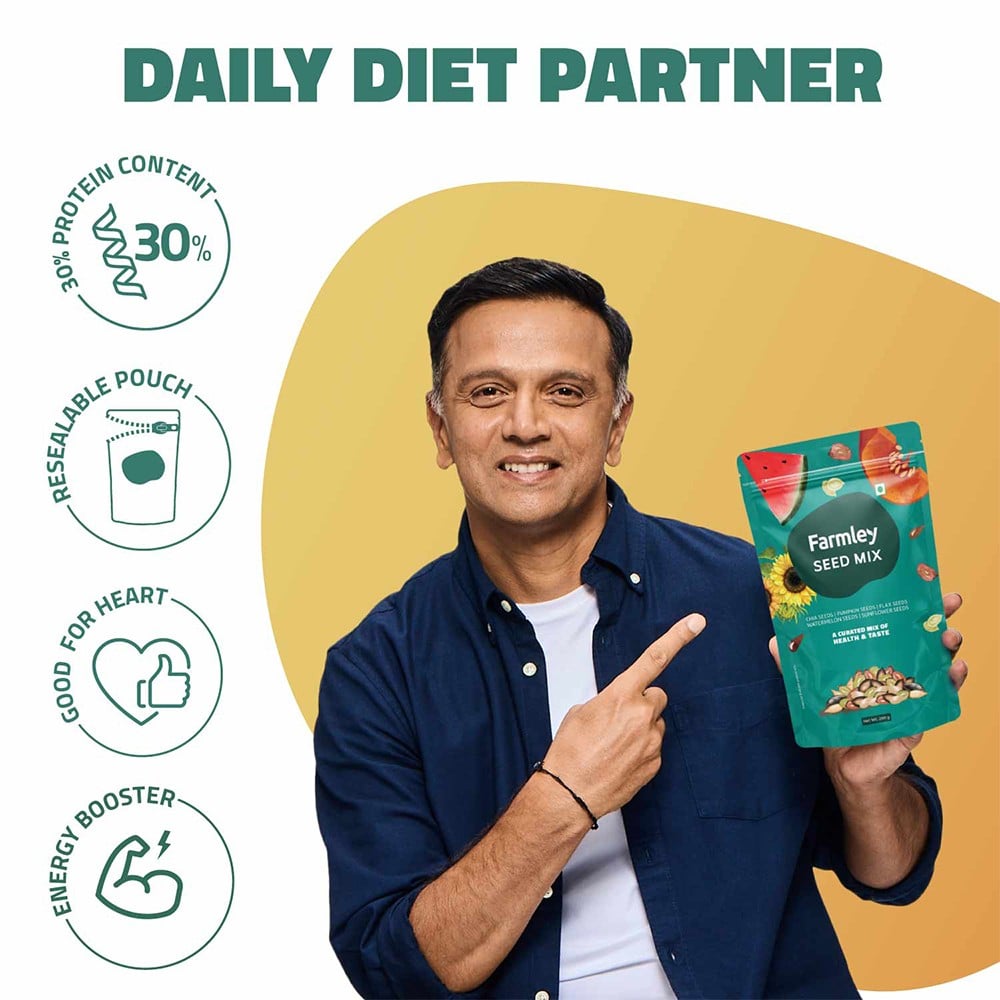 DAILY DIET PARTNER
30% PROTEIN CONTENT
30%
RESEALABLE POUCH
GOOD FOR HEART
ENERGY BOOSTER
Farmley
SEED MIX
CHIA SEEDS | PUMPKIN SEEDS | FLAX SEEDS
WATERMELON SEEDS | SUNFLOWER SEEDS
A CURATED MIX OF
HEALTH & TASTE